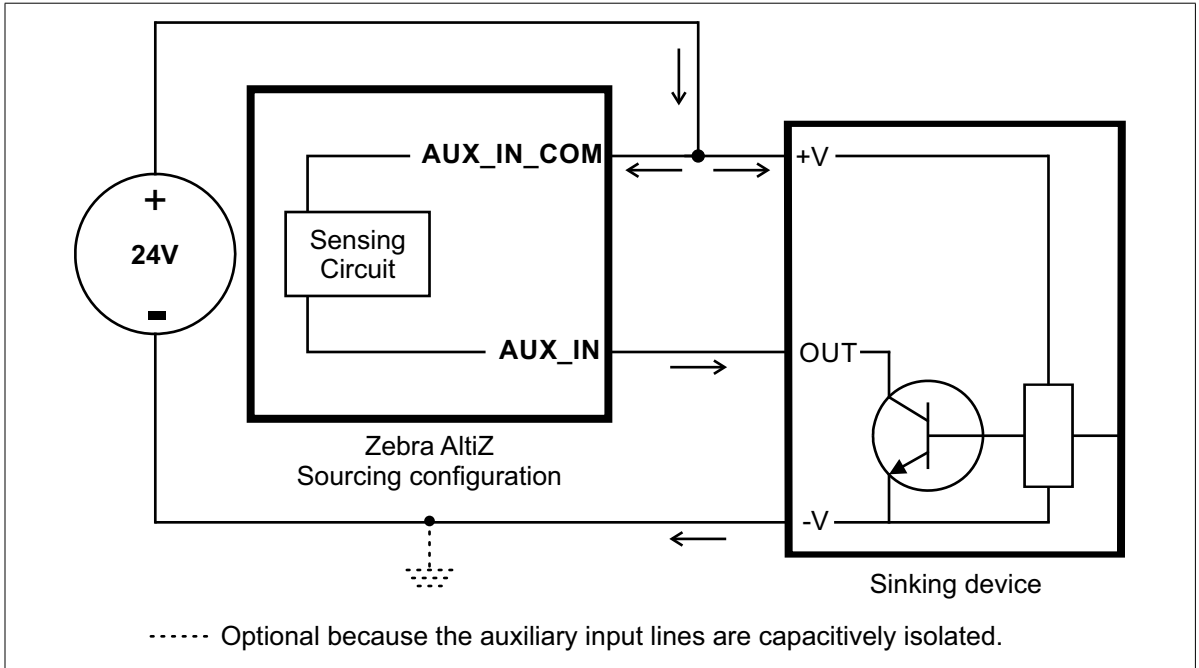 AUX_IN_COM
+V
+
24V
-
Sensing
Circuit
AUX_IN
OUT
Zebra AltiZ
Sourcing configuration
-V
Sinking device
Optional because the auxiliary input lines are capacitively isolated.